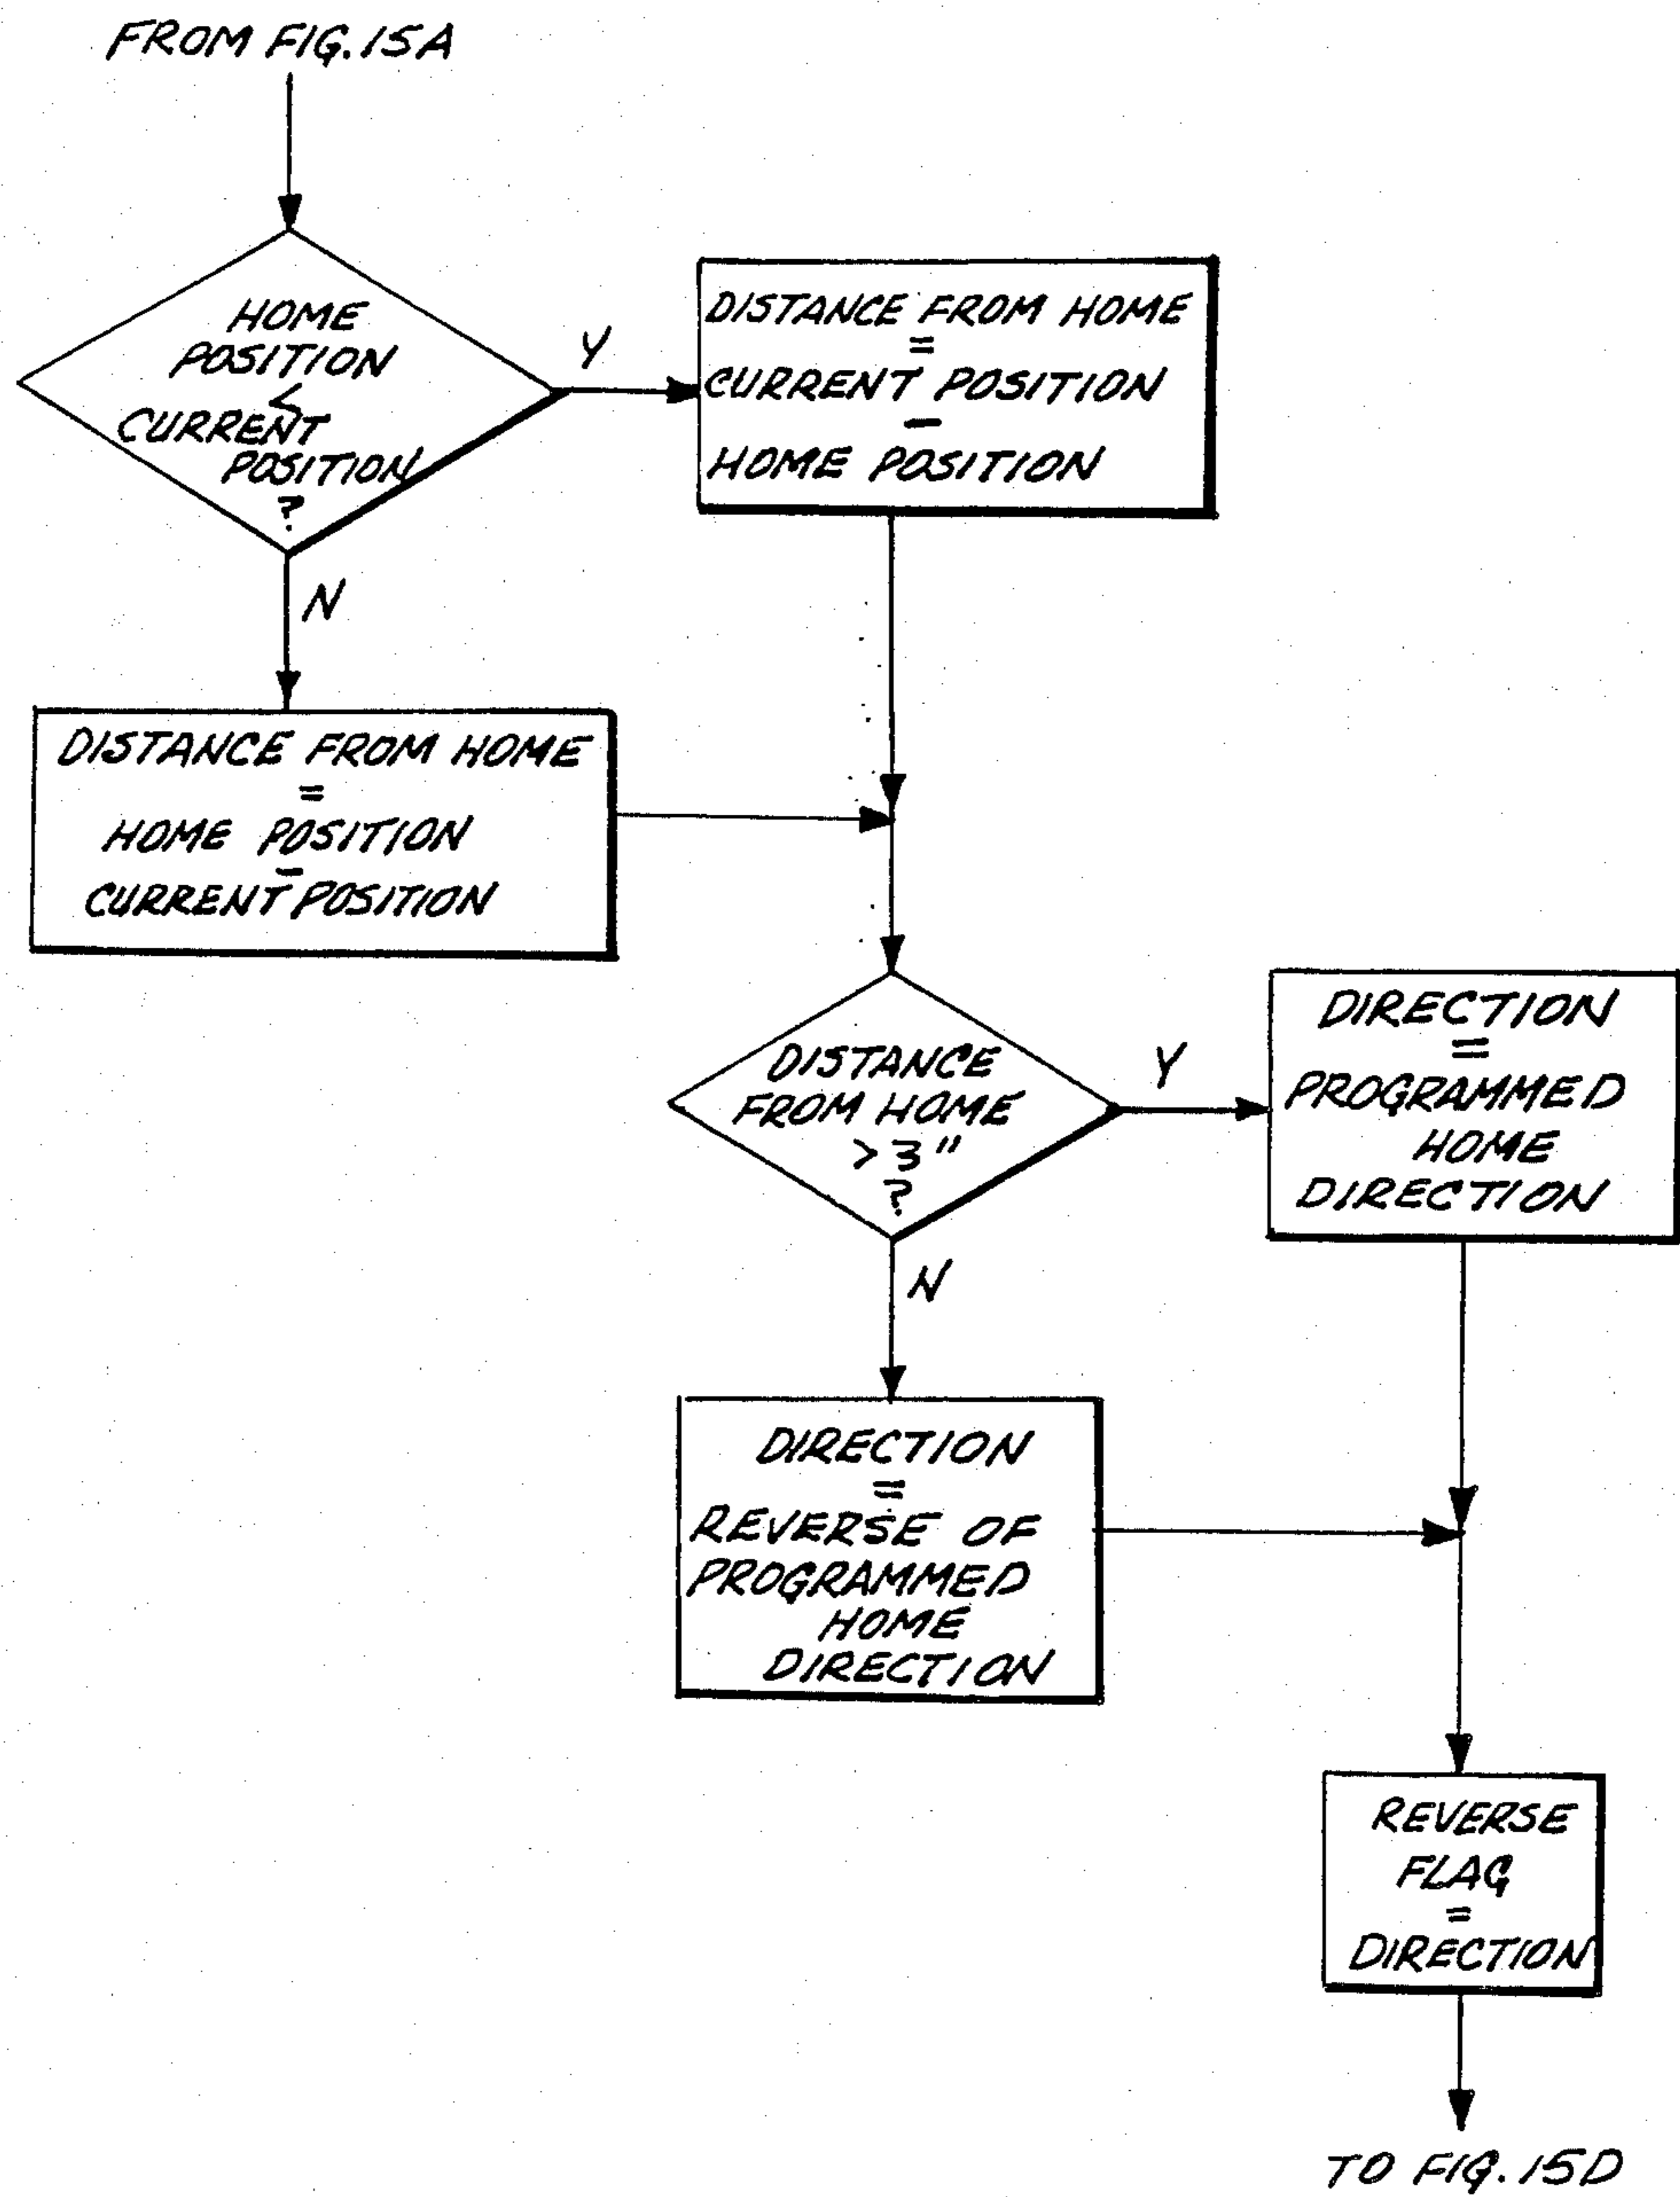 FROM FIG. 15A
HOME
POSITION
<
CURRENT
POSITION
?
Y
N
DISTANCE FROM HOME
=
CURRENT POSITION
-
HOME POSITION
DISTANCE FROM HOME
=
HOME POSITION
-
CURRENT POSITION
DISTANCE
FROM HOME
> 3"
?
Y
N
DIRECTION
=
PROGRAMMED
HOME
DIRECTION
DIRECTION
=
REVERSE OF
PROGRAMMED
HOME
DIRECTION
REVERSE
FLAG
=
DIRECTION
TO FIG. 15D